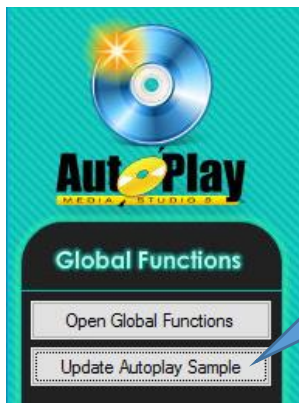 AutoPlay
MEDIA STUDIO 8
Global Functions
Open Global Functions
Update Autoplay Sample